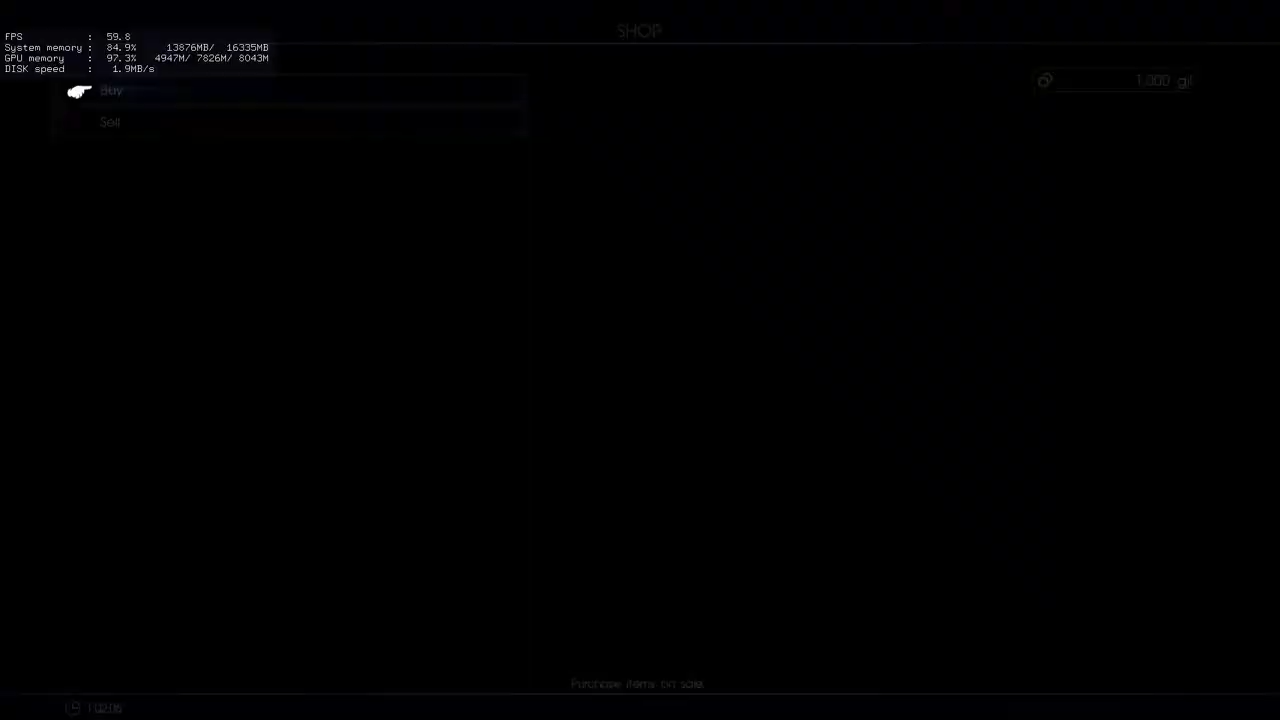 SHOP
FPS : 59.8
System memory : 84.9% 13876MB/ 16335MB
GPU memory : 97.3% 4947M/ 7826M/ 8043M
DISK speed : 1.9MB/s
Buy
1,000 gil
Sell
Purchase items on sale.